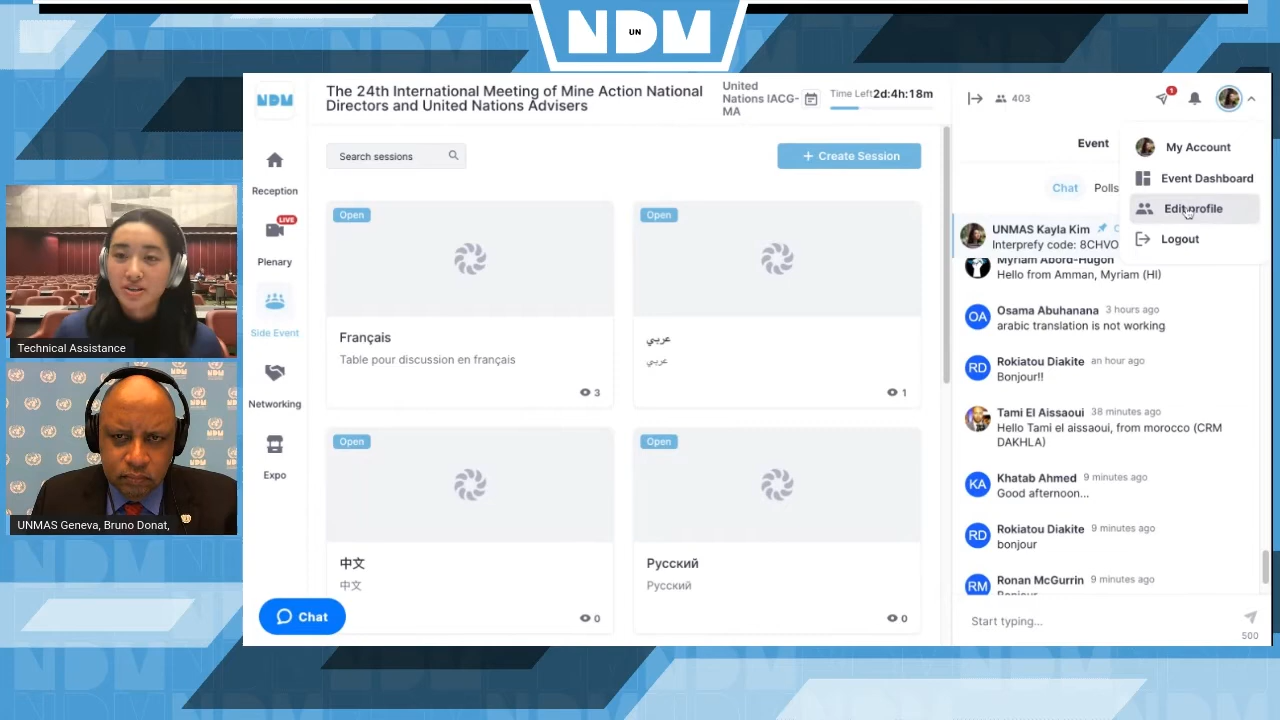 NDM
UN
NDM
The 24th International Meeting of Mine Action National
Directors and United Nations Advisers
United
Nations IACG-
MA
Time Left 2d:4h:18m
403
1
Search sessions
+ Create Session
Reception
LIVE
Plenary
Side Event
Networking
Expo
Open
Français
Table pour discussion en français
3
Open
عربي
عربي
1
Open
中文
中文
0
Open
Русский
Русский
0
Chat
Event
Chat
Polls
My Account
Event Dashboard
Edit profile
Logout
UNMAS Kayla Kim
Interprefy code: 8CHVO
Myriam Abord-Hugon
Hello from Amman, Myriam (HI)
OA
Osama Abuhanana 3 hours ago
arabic translation is not working
RD
Rokiatou Diakite an hour ago
Bonjour!!
Tami El Aissaoui 38 minutes ago
Hello Tami el aissaoui, from morocco (CRM
DAKHLA)
KA
Khatab Ahmed 9 minutes ago
Good afternoon...
RD
Rokiatou Diakite 9 minutes ago
bonjour
RM
Ronan McGurrin 9 minutes ago
Bonjour
Start typing...
500
Technical Assistance
UNMAS Geneva, Bruno Donat,